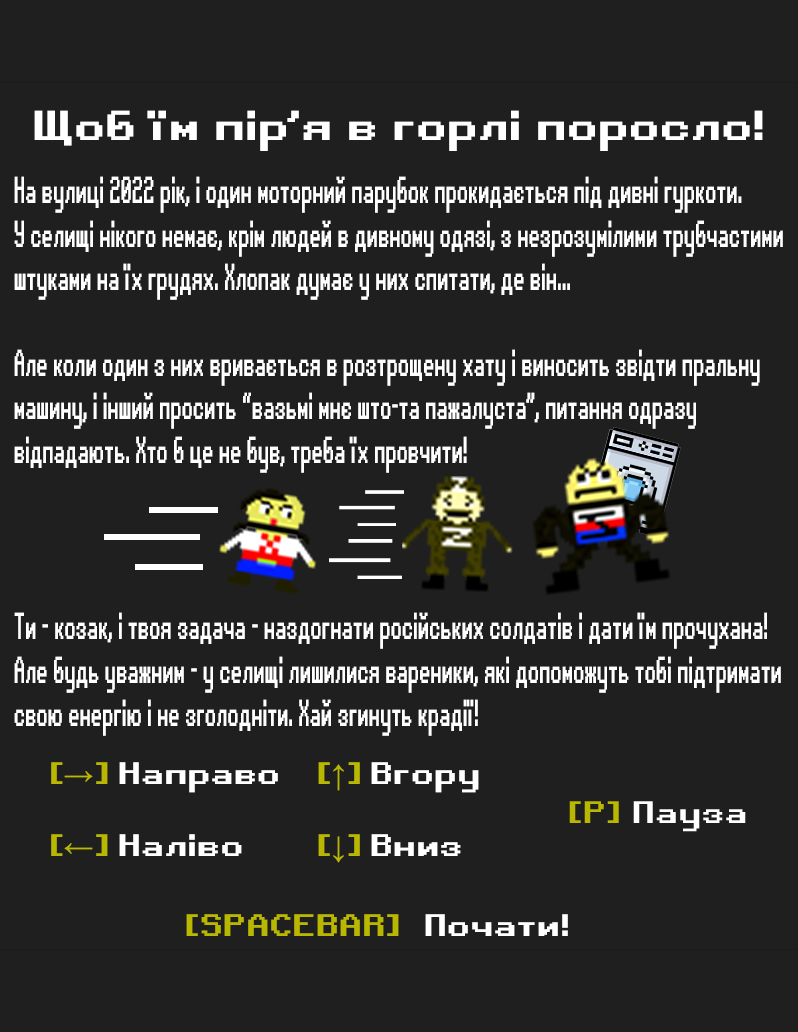 Щоб їм пір'я в горлі поросло!
На вулиці 2022 рік, і один моторний парубок прокидається під дивні гуркоти.
У селищі нікого немає, крім людей в дивному одязі, з незрозумілими трубчастими
штуками на їх грудях. Хлопак думає у них спитати, де він...
Але коли один з них вривається в розтрощену хату і виносить звідти пральну
машину, і інший просить “вазьмі мнє што-та пажалуста”, питання одразу
відпадають. Хто б це не був, треба їх провчити!
Z
Ти - козак, і твоя задача - наздогнати російських солдатів і дати їм прочухана!
Але будь уважним - у селищі лишилися вареники, які допоможуть тобі підтримати
свою енергію і не зголодніти. Хай згинуть крадії!
[→] Направо [↑] Вгору
[P] Пауза
[←] Наліво [↓] Вниз
[SPACEBAR] Почати!